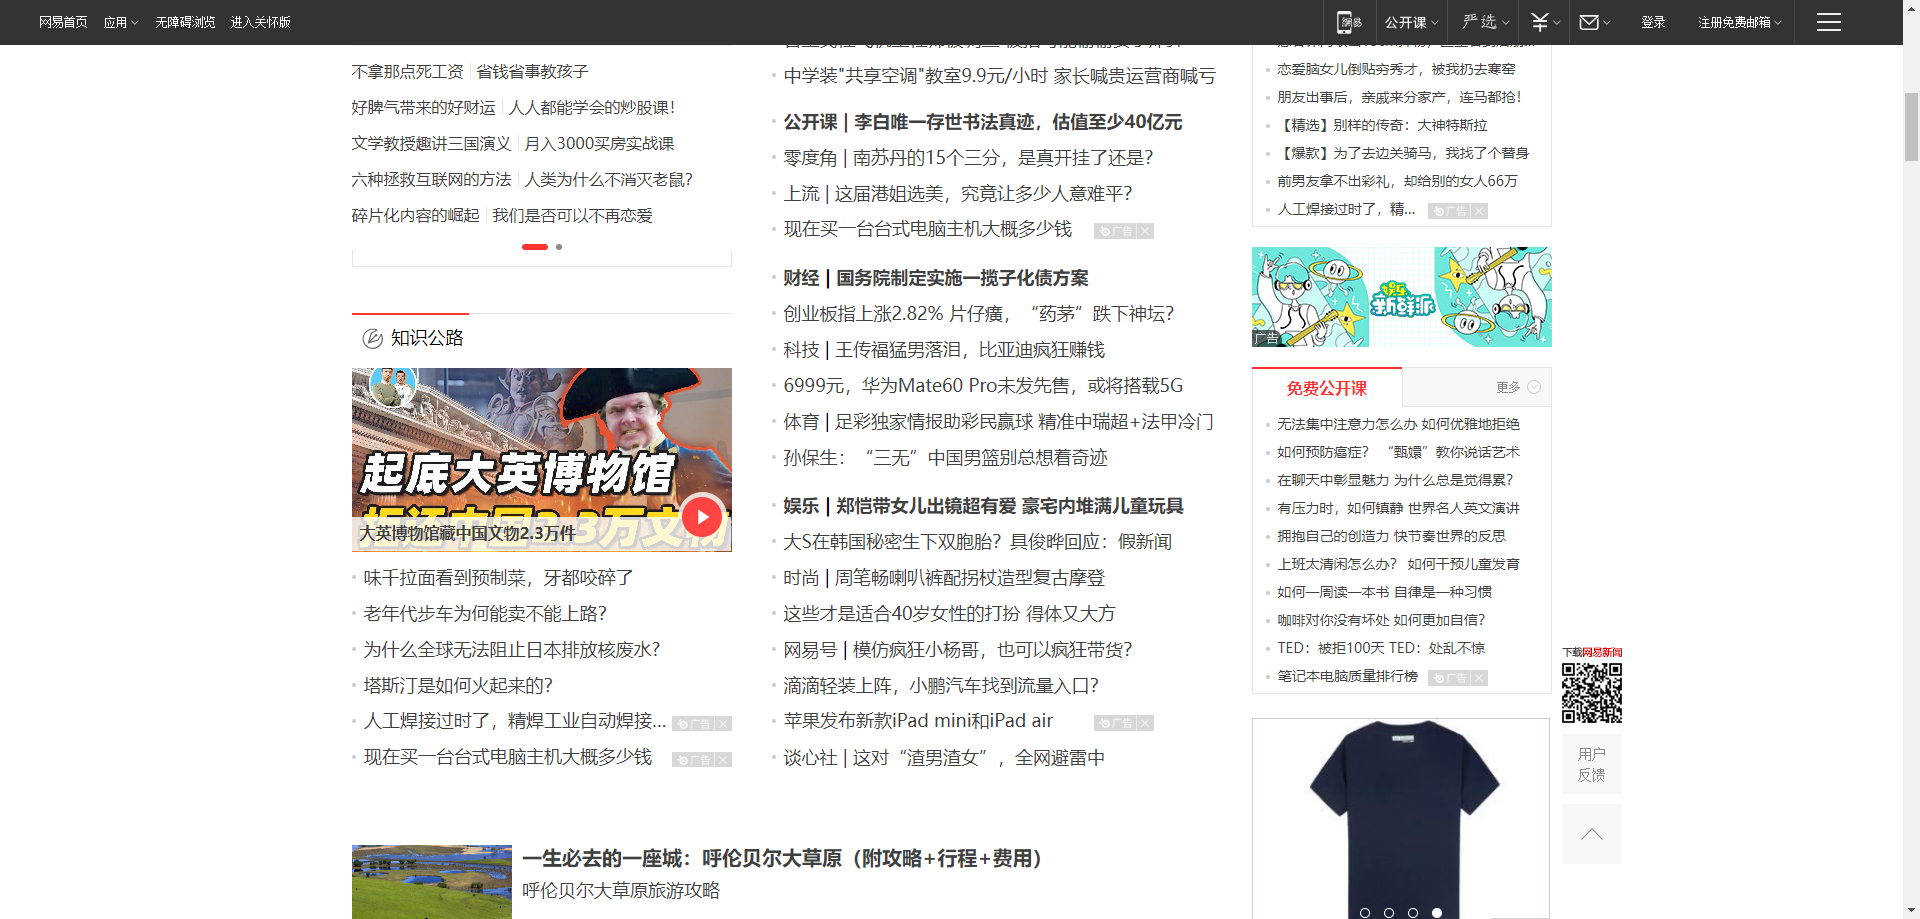 网易首页 应用 无障碍浏览 进入关怀版
公开课 严选 登录 注册免费邮箱
不拿那点死工资 省钱省事教孩子
好脾气带来的好财运 人人都能学会的炒股课！
文学教授趣讲三国演义 月入3000买房实战课
六种拯救互联网的方法 人类为什么不消灭老鼠？
碎片化内容的崛起 我们是否可以不再恋爱
知识公路
起底大英博物馆
大英博物馆藏中国文物2.3万件
味千拉面看到预制菜，牙都咬碎了
老年代步车为何能卖不能上路？
为什么全球无法阻止日本排放核废水？
塔斯汀是如何火起来的？
人工焊接过时了，精焊工业自动焊接... 广告
现在买一台台式电脑主机大概多少钱 广告
中学装"共享空调"教室9.9元/小时 家长喊贵运营商喊亏
公开课 | 李白唯一存世书法真迹，估值至少40亿元
零度角 | 南苏丹的15个三分，是真开挂了还是？
上流 | 这届港姐选美，究竟让多少人意难平？
现在买一台台式电脑主机大概多少钱 广告
财经 | 国务院制定实施一揽子化债方案
创业板指上涨2.82% 片仔癀，“药茅”跌下神坛？
科技 | 王传福猛男落泪，比亚迪疯狂赚钱
6999元，华为Mate60 Pro未发先售，或将搭载5G
体育 | 足彩独家情报助彩民赢球 精准中瑞超+法甲冷门
孙保生：“三无”中国男篮别总想着奇迹
娱乐 | 郑恺带女儿出镜超有爱 豪宅内堆满儿童玩具
大S在韩国秘密生下双胞胎？具俊晔回应：假新闻
时尚 | 周笔畅喇叭裤配拐杖造型复古摩登
这些才是适合40岁女性的打扮 得体又大方
网易号 | 模仿疯狂小杨哥，也可以疯狂带货？
滴滴轻装上阵，小鹏汽车找到流量入口？
苹果发布新款iPad mini和iPad air 广告
谈心社 | 这对“渣男渣女”，全网避雷中
恋爱脑女儿倒贴穷秀才，被我扔去寒窑
朋友出事后，亲戚来分家产，连马都抢！
【精选】别样的传奇：大神特斯拉
【爆款】为了去边关骑马，我找了个替身
前男友拿不出彩礼，却给别的女人66万
人工焊接过时了，精... 广告
娱乐
新鲜派
广告
免费公开课 更多
无法集中注意力怎么办 如何优雅地拒绝
如何预防癌症？ “甄嬛”教你说话艺术
在聊天中彰显魅力 为什么总是觉得累？
有压力时，如何镇静 世界名人英文演讲
拥抱自己的创造力 快节奏世界的反思
上班太清闲怎么办？ 如何干预儿童发育
如何一周读一本书 自律是一种习惯
咖啡对你没有坏处 如何更加自信？
TED：被拒100天 TED：处乱不惊
笔记本电脑质量排行榜 广告
下载网易新闻
用户
反馈
一生必去的一座城：呼伦贝尔大草原（附攻略+行程+费用）
呼伦贝尔大草原旅游攻略